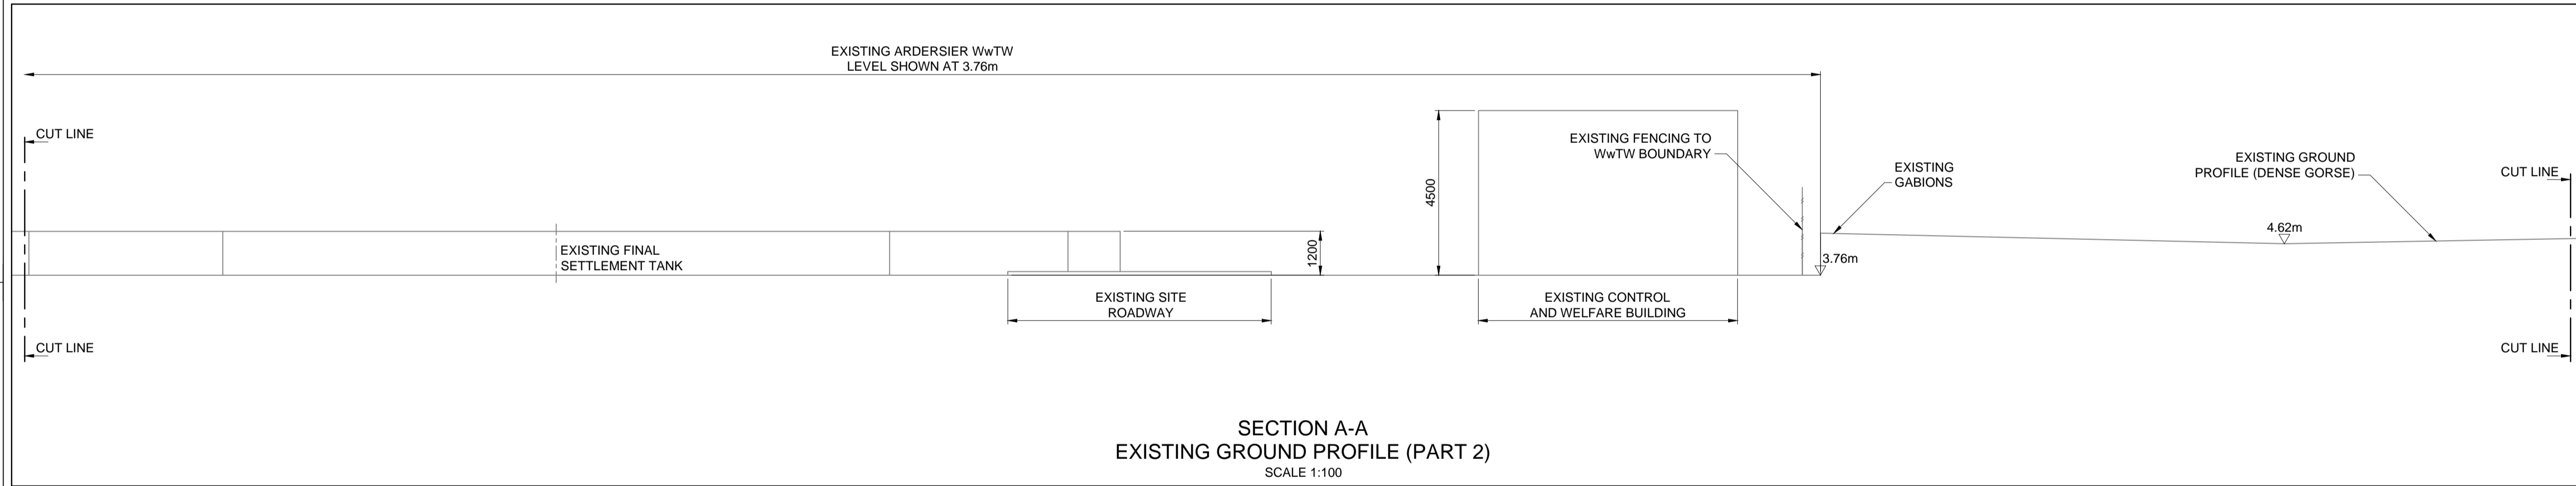 EXISTING ARDERSIER WwTW
LEVEL SHOWN AT 3.76m
CUT LINE
EXISTING FENCING TO
WwTW BOUNDARY
EXISTING
GABIONS
EXISTING GROUND
PROFILE (DENSE GORSE)
CUT LINE
4500
4.62m
EXISTING FINAL
SETTLEMENT TANK
1200
3.76m
EXISTING SITE
ROADWAY
EXISTING CONTROL
AND WELFARE BUILDING
CUT LINE
CUT LINE
SECTION A-A
EXISTING GROUND PROFILE (PART 2)
SCALE 1:100